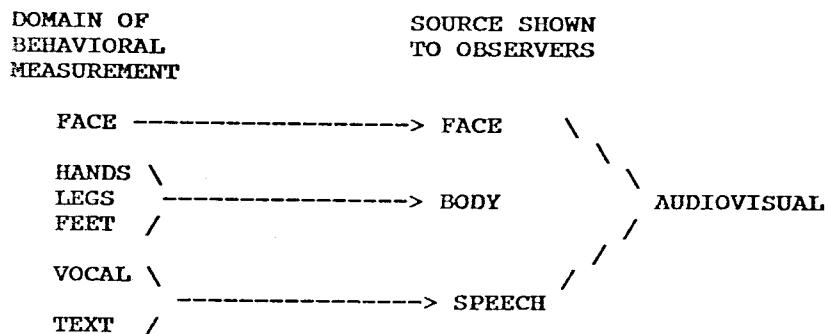 DOMAIN OF
BEHAVIORAL
MEASUREMENT
SOURCE SHOWN
TO OBSERVERS
FACE --------------------> FACE \
HANDS \
LEGS ------------------> BODY AUDIOVISUAL
FEET /
VOCAL \
------------------> SPEECH /
TEXT /